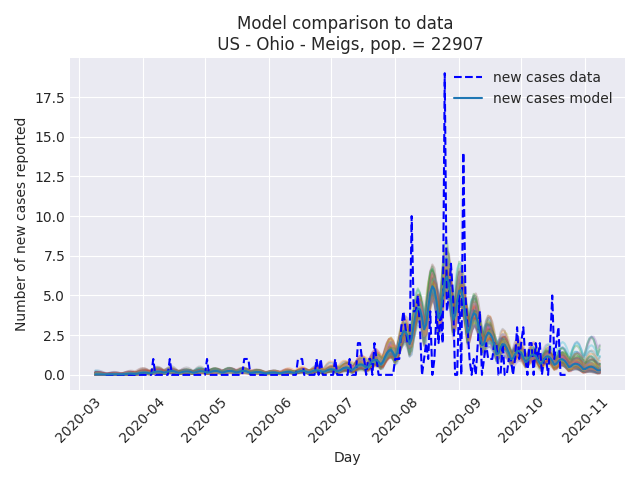 Model comparison to data
US - Ohio - Meigs, pop. = 22907
new cases data
new cases model
Number of new cases reported
17.5
15.0
12.5
10.0
7.5
5.0
2.5
0.0
2020-03
2020-04
2020-05
2020-06
2020-07
2020-08
2020-09
2020-10
2020-11
Day